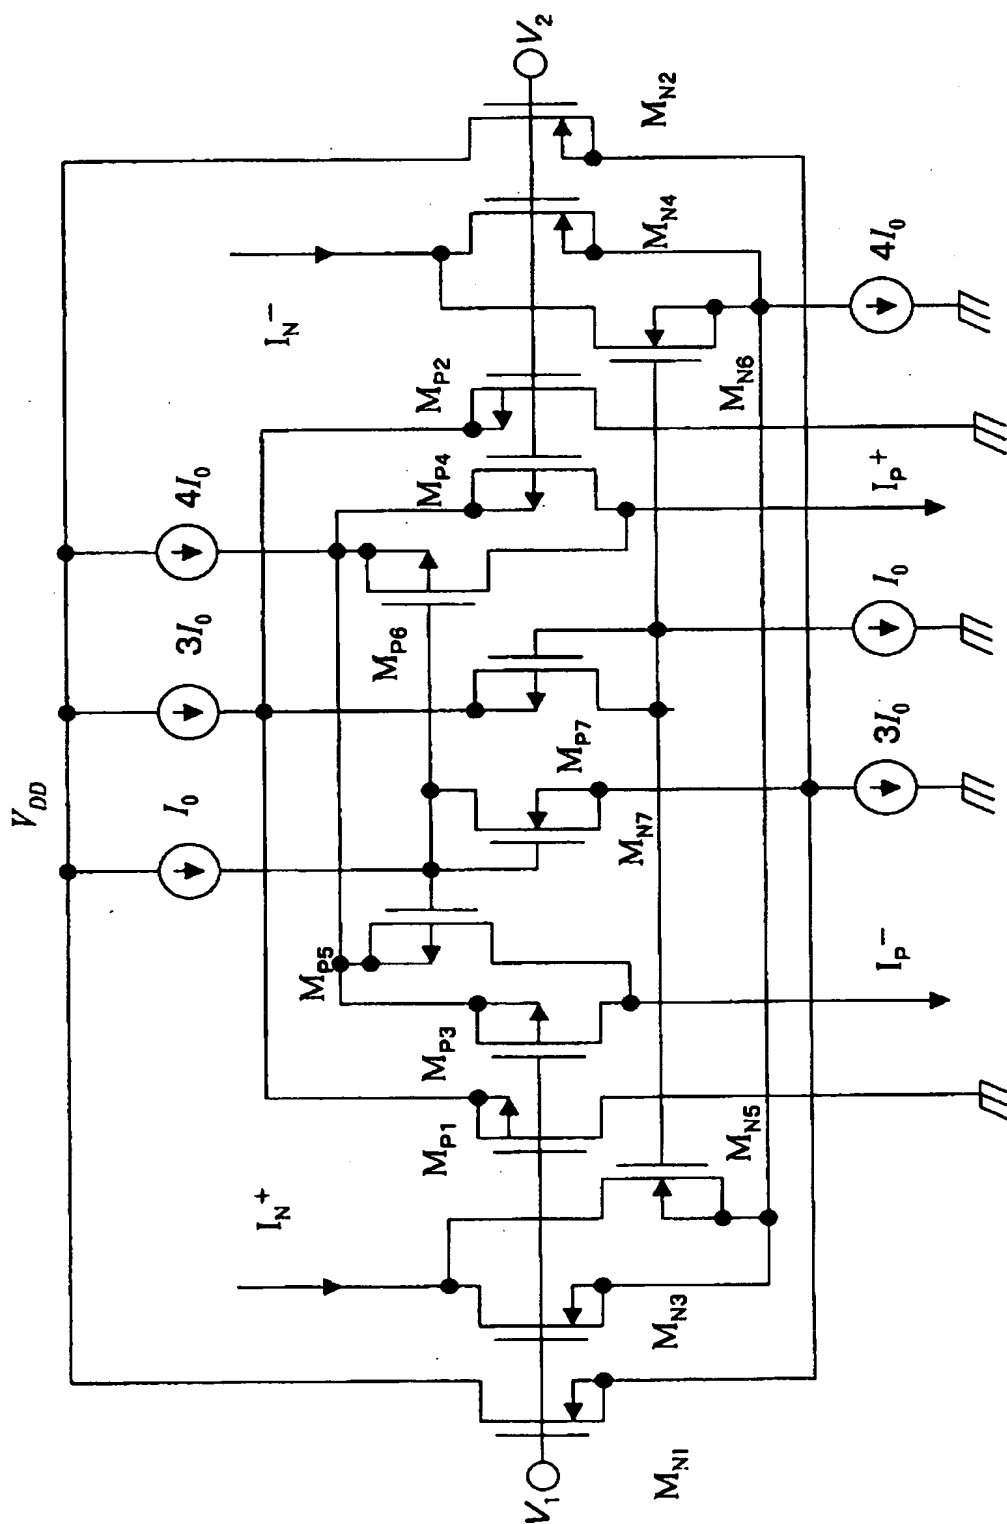 V_DD
I_0
3I_0
4I_0
I_N^+
I_N^-
M_P1
M_P3
M_P5
M_P6
M_P4
M_P2
V_1
V_2
M_N1
M_N3
M_N5
M_N7
M_P7
M_N6
M_N4
M_N2
I_P^-
3I_0
I_0
I_P^+
4I_0